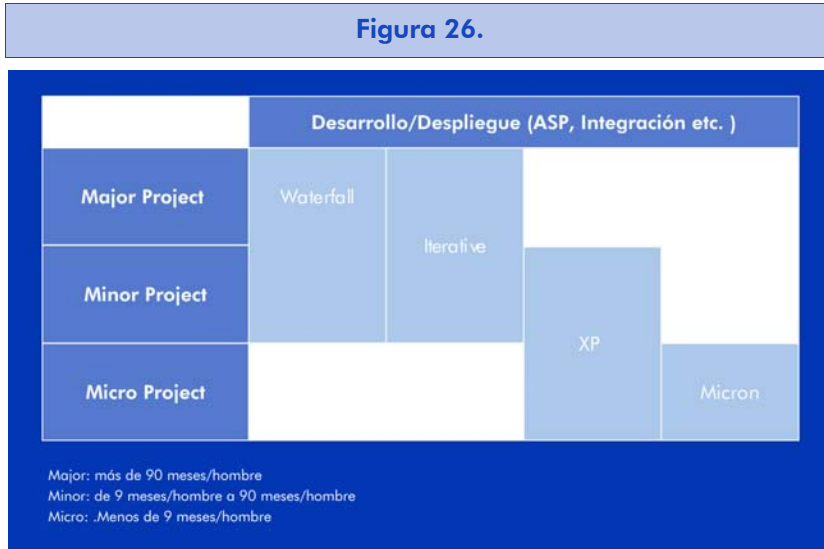 Figura 26.
Desarrollo/Despliegue (ASP, Integración etc. )
Major Project
Waterfall
Iterative
Minor Project
XP
Micro Project
Micron
Major: más de 90 meses/hombre
Minor: de 9 meses/hombre a 90 meses/hombre
Micro: .Menos de 9 meses/hombre